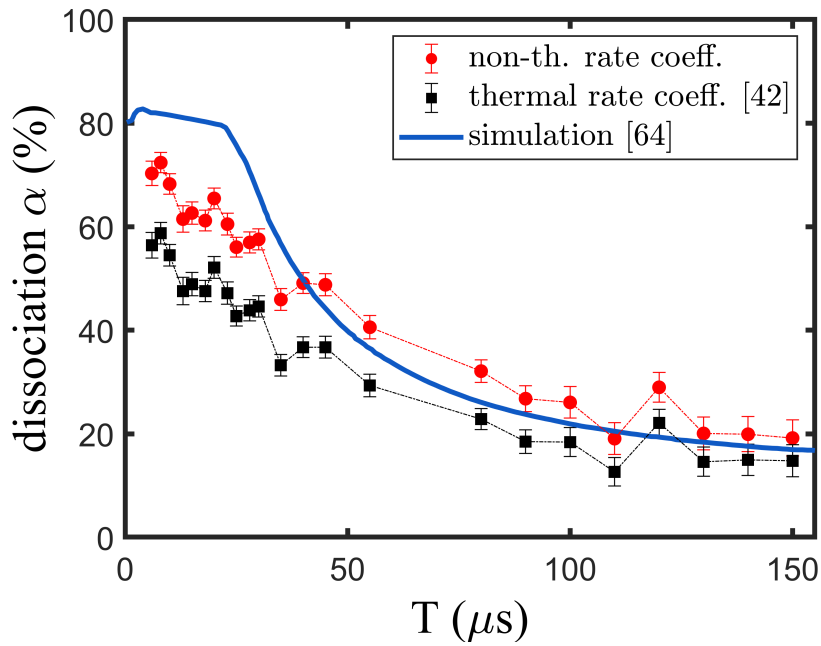 100
80
60
40
20
0
dissociation α (%)
non-th. rate coeff.
thermal rate coeff. [42]
simulation [64]
0 50 100 150
T (μs)